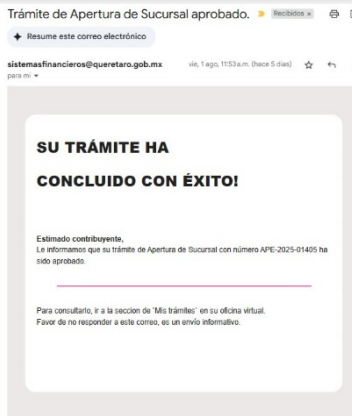 Trámite de Apertura de Sucursal aprobado. Recibidos x
Resume este correo electrónico
sistemasfinancieros@queretaro.gob.mx vie, 1 ago, 11:53 a.m. (hace 5 días)
para mí
SU TRÁMITE HA
CONCLUIDO CON ÉXITO!
Estimado contribuyente,
Le informamos que su trámite de Apertura de Sucursal con número APE-2025-01405 ha
sido aprobado.
Para consultarlo, ir a la seccion de 'Mis trámites' en su oficina virtual.
Favor de no responder a este correo, es un envío informativo.